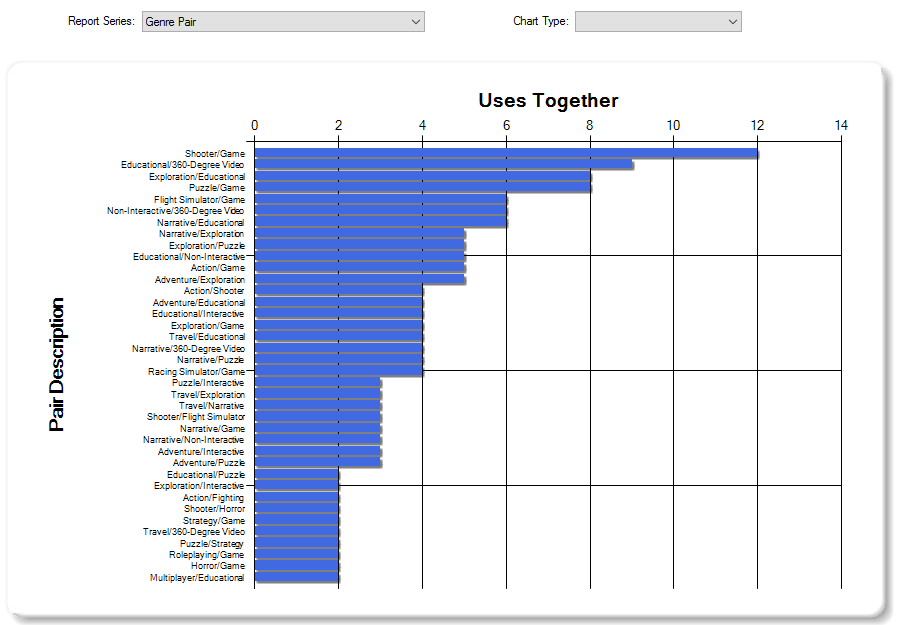 Report Series: Genre Pair Chart Type:
Uses Together
0 2 4 6 8 10 12 14
Pair Description
Shooter/Game
Educational/360-Degree Video
Exploration/Educational
Puzzle/Game
Flight Simulator/Game
Non-Interactive/360-Degree Video
Narrative/Educational
Narrative/Exploration
Exploration/Puzzle
Educational/Non-Interactive
Action/Game
Adventure/Exploration
Action/Shooter
Adventure/Educational
Educational/Interactive
Exploration/Game
Travel/Educational
Narrative/360-Degree Video
Narrative/Puzzle
Racing Simulator/Game
Puzzle/Interactive
Travel/Exploration
Travel/Narrative
Shooter/Flight Simulator
Narrative/Game
Narrative/Non-Interactive
Adventure/Interactive
Adventure/Puzzle
Educational/Puzzle
Exploration/Interactive
Action/Fighting
Shooter/Horror
Strategy/Game
Travel/360-Degree Video
Puzzle/Strategy
Roleplaying/Game
Horror/Game
Multiplayer/Educational